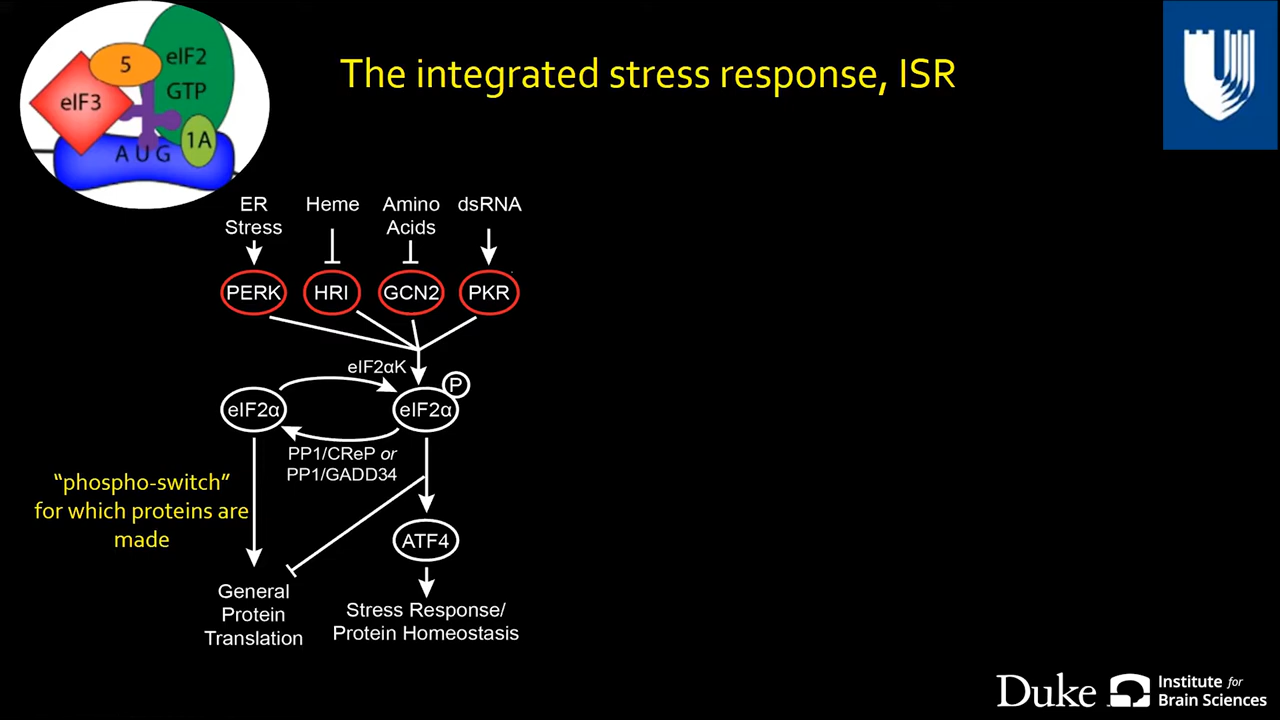 The integrated stress response, ISR
5
eIF2
GTP
eIF3
1A
A U G
ER
Stress
Heme
Amino
Acids
dsRNA
PERK
HRI
GCN2
PKR
eIF2αK
P
eIF2α
eIF2α
PP1/CReP or
PP1/GADD34
“phospho-switch”
for which proteins are
made
ATF4
General
Protein
Translation
Stress Response/
Protein Homeostasis
Duke
Institute for
Brain Sciences